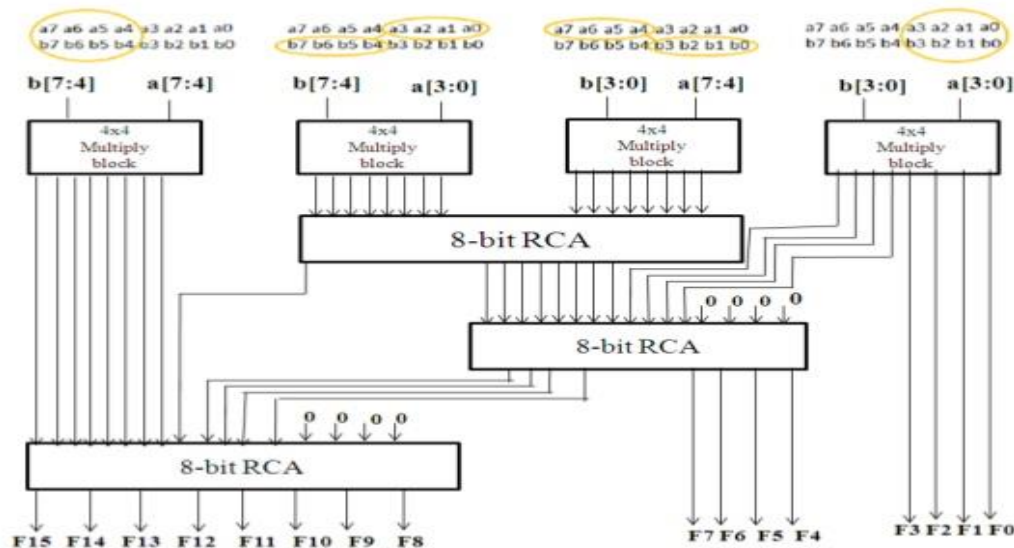 a7 a6 a5 a4 a3 a2 a1 a0 a7 a6 a5 a4 a3 a2 a1 a0 a7 a6 a5 a4 a3 a2 a1 a0 a7 a6 a5 a4 a3 a2 a1 a0
b7 b6 b5 b4 b3 b2 b1 b0 b7 b6 b5 b4 b3 b2 b1 b0 b7 b6 b5 b4 b3 b2 b1 b0 b7 b6 b5 b4 b3 b2 b1 b0
b[7:4] a[7:4] b[7:4] a[3:0] b[3:0] a[7:4] b[3:0] a[3:0]
4x4 4x4 4x4 4x4
Multiply Multiply Multiply Multiply
block block block block
8-bit RCA
0 0 0 0
8-bit RCA
0 0 0 0
8-bit RCA
F15 F14 F13 F12 F11 F10 F9 F8 F7 F6 F5 F4 F3 F2 F1 F0